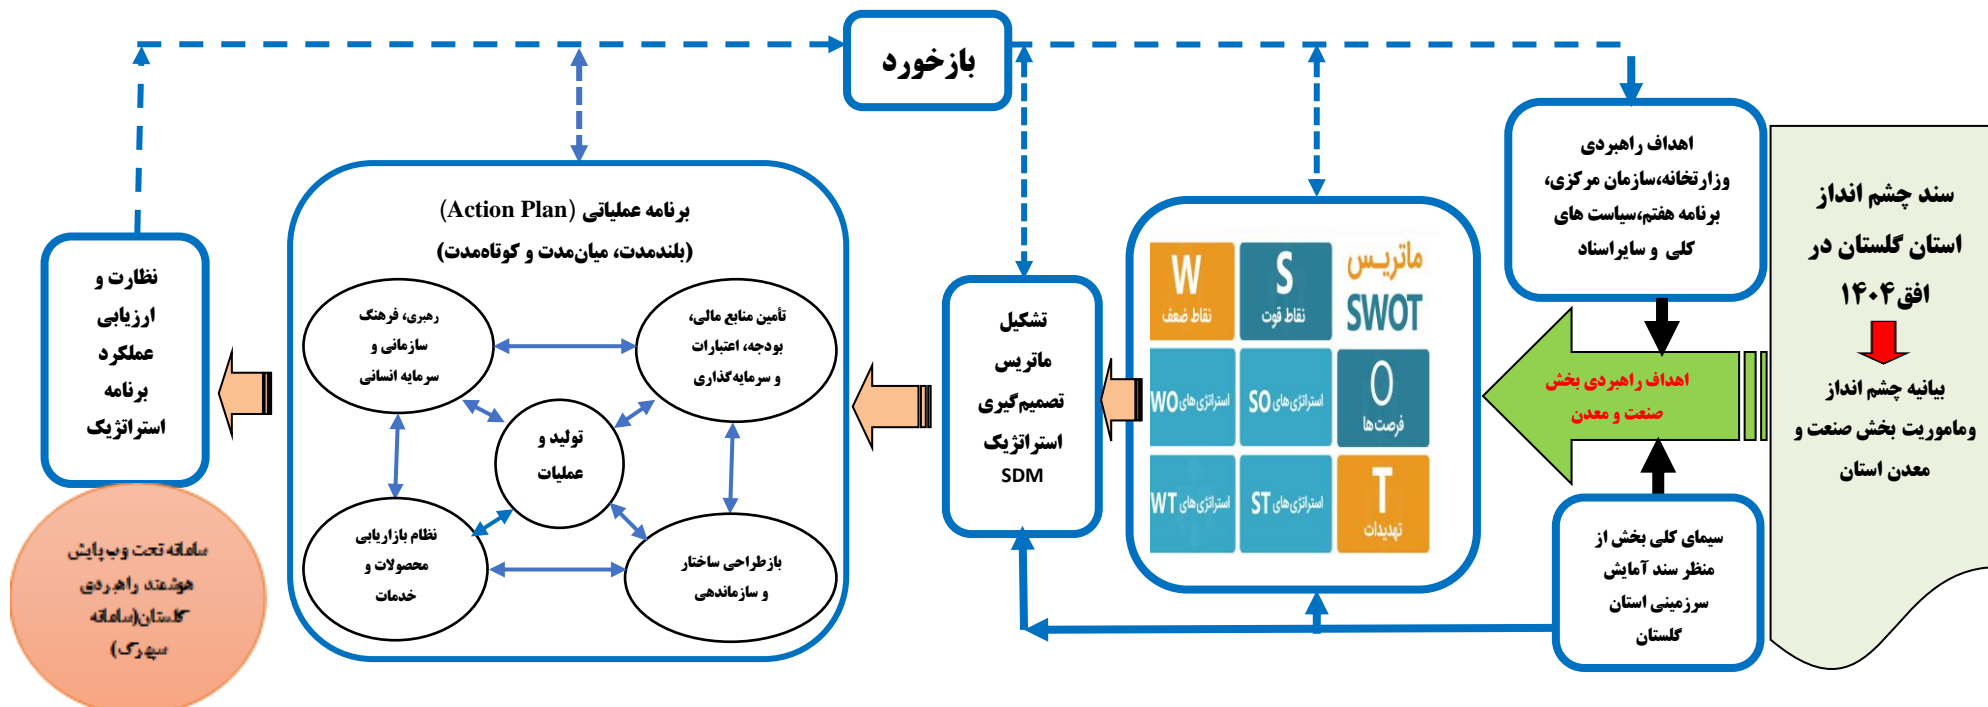 بازخورد
سند چشم انداز
استان گلستان در
افق۱۴۰۴
بیانیه چشم انداز
وماموریت بخش صنعت و
معدن استان
اهداف راهبردی
وزارتخانه،سازمان مرکزی،
برنامه هفتم،سیاست های
کلی و سایراسناد
اهداف راهبردی بخش
صنعت و معدن
سیمای کلی بخش از
منظر سند آمایش
سرزمینی استان
گلستان
ماتریس
SWOT
S
نقاط قوت
W
نقاط ضعف
O
فرصت‌ها
استراتژی‌های SO
استراتژی‌های WO
T
تهدیدات
استراتژی‌های ST
استراتژی‌های WT
تشکیل
ماتریس
تصمیم‌گیری
استراتژیک
SDM
برنامه عملیاتی (Action Plan)
(بلندمدت، میان‌مدت و کوتاه‌مدت)
تأمین منابع مالی،
بودجه، اعتبارات
و سرمایه‌گذاری
رهبری، فرهنگ
سازمانی و
سرمایه انسانی
تولید و
عملیات
بازطراحی ساختار
و سازماندهی
نظام بازاریابی
محصولات و
خدمات
نظارت و
ارزیابی
عملکرد
برنامه
استراتژیک
سامانه تحت وب پایش
هوشمند راهبردی
گلستان(سامانه
سپهرک)